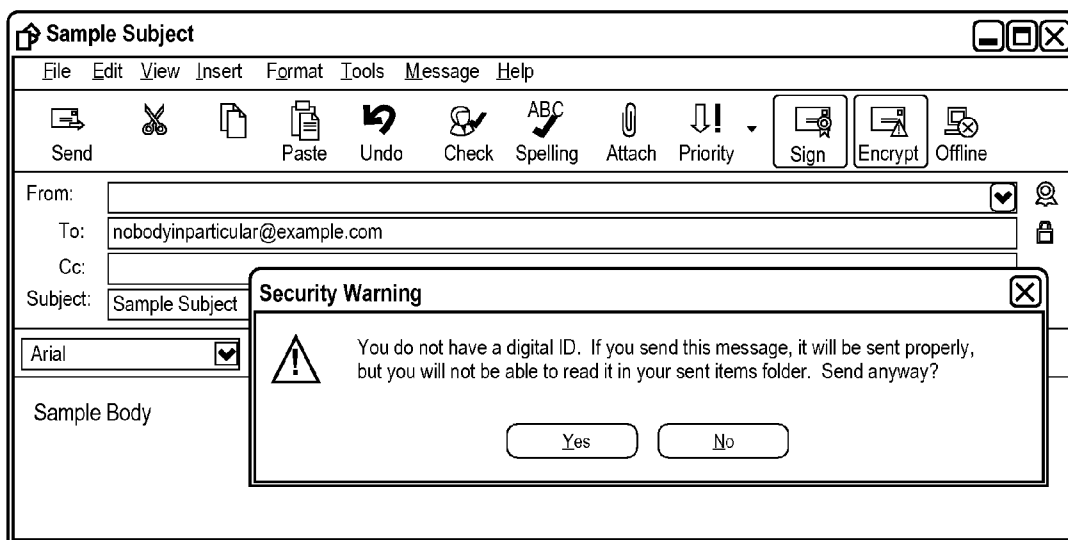 Sample Subject
File Edit View Insert Format Tools Message Help
ABC
Send Paste Undo Check Spelling Attach Priority Sign Encrypt Offline
From:
To: nobodyinparticular@example.com
Cc:
Subject: Sample Subject
Security Warning
Arial
You do not have a digital ID. If you send this message, it will be sent properly,
but you will not be able to read it in your sent items folder. Send anyway?
Sample Body
Yes No